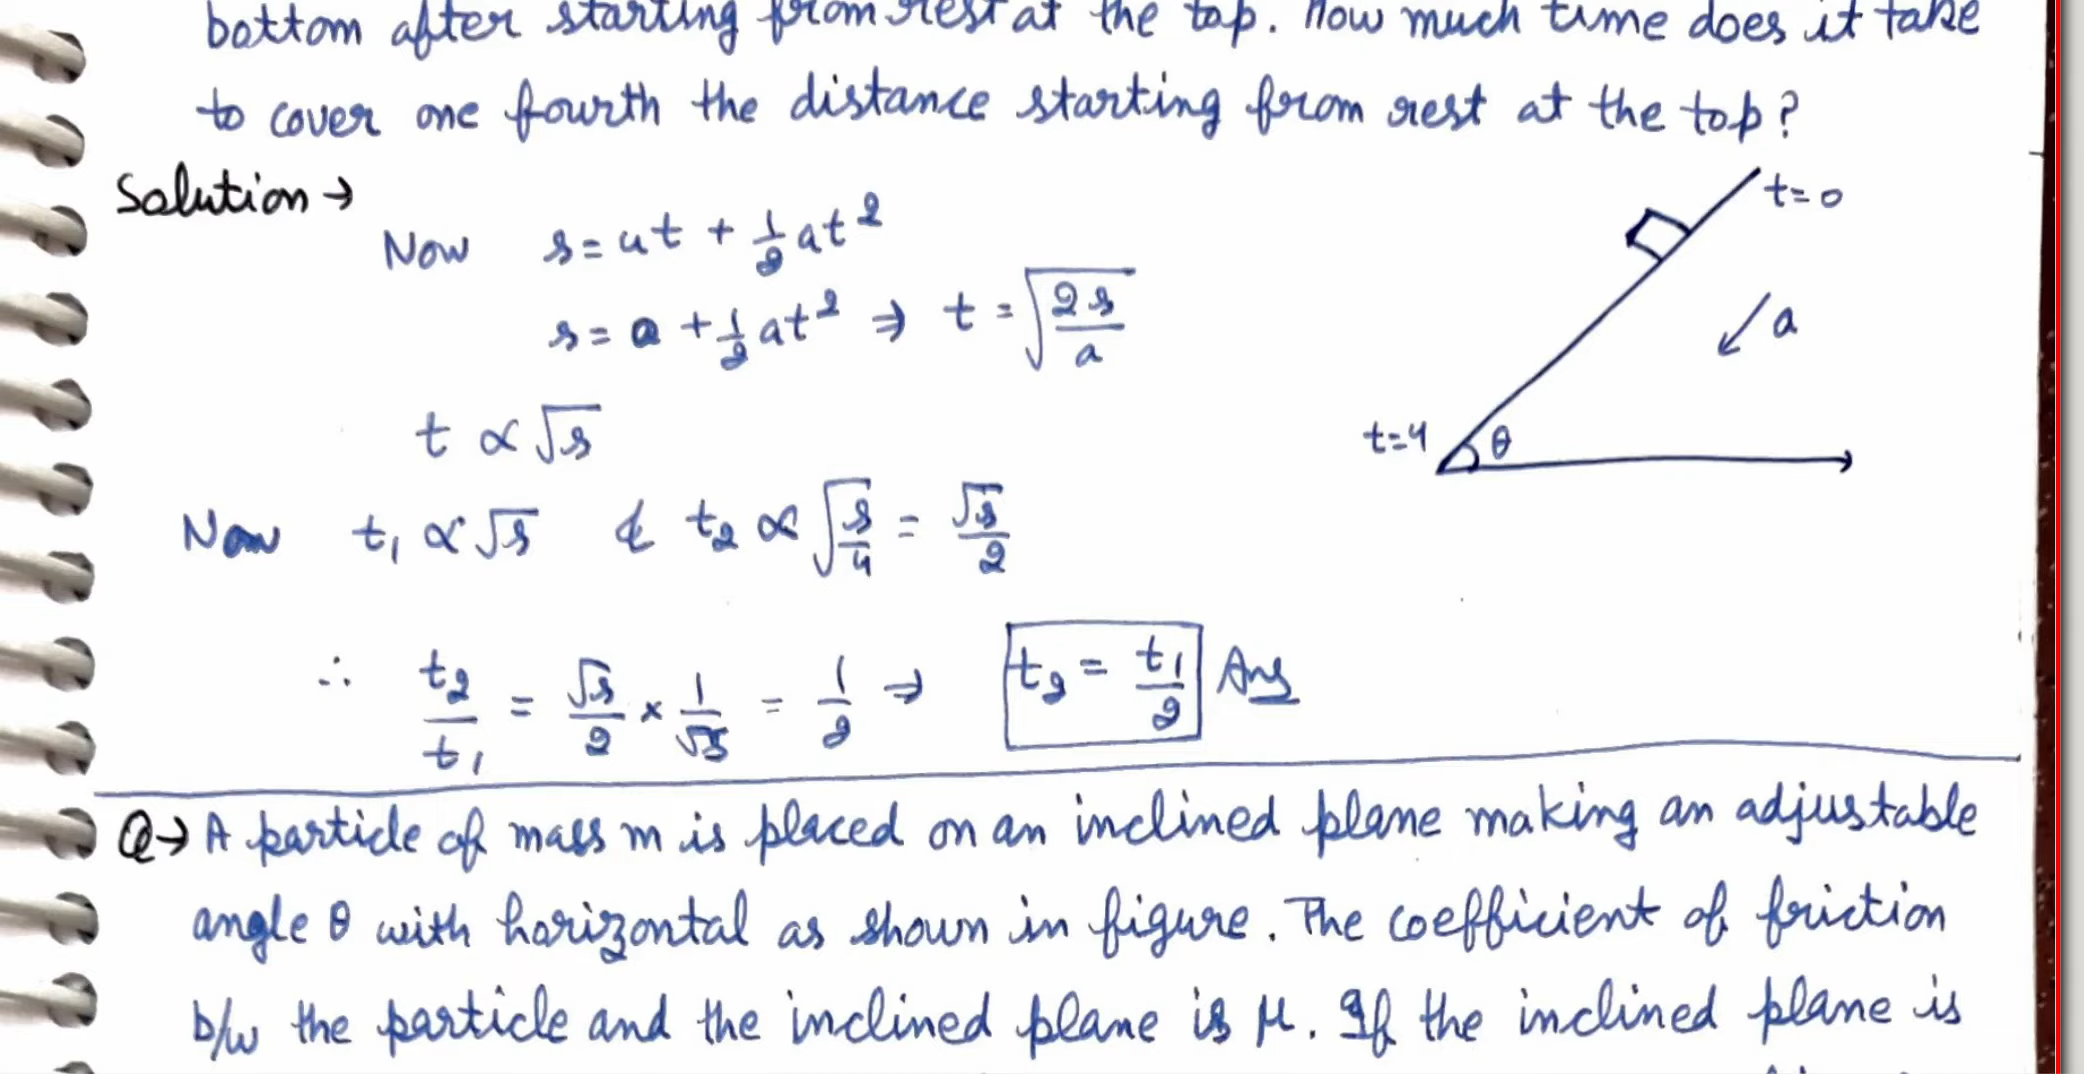 bottom after starting from rest at the top. How much time does it take
to cover one fourth the distance starting from rest at the top?
Solution →
t=0
Now s = ut + 1/2 at²
s = 0 + 1/2 at² ⇒ t = √(2s/a)
a
t ∝ √s
t=4 θ
Now t₁ ∝ √s & t₂ ∝ √(s/4) = √s/2
∴ t₂/t₁ = √s/2 × 1/√s = 1/2 ⇒ t₂ = t₁/2 Ans
Q→ A particle of mass m is placed on an inclined plane making an adjustable
angle θ with horizontal as shown in figure. The coefficient of friction
b/w the particle and the inclined plane is μ. If the inclined plane is